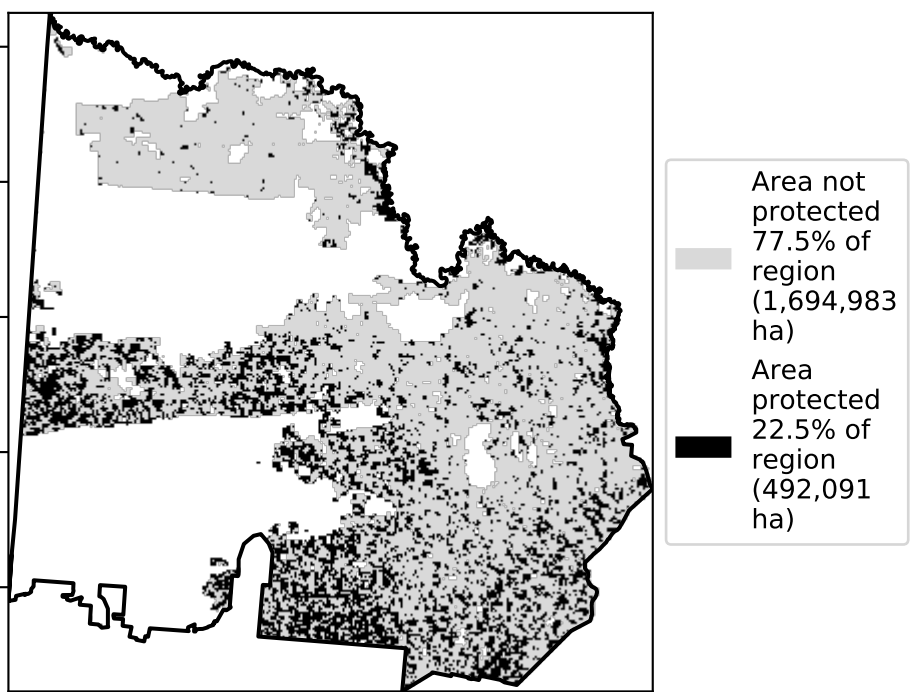 Area not
protected
77.5% of
region
(1,694,983
ha)
Area
protected
22.5% of
region
(492,091
ha)